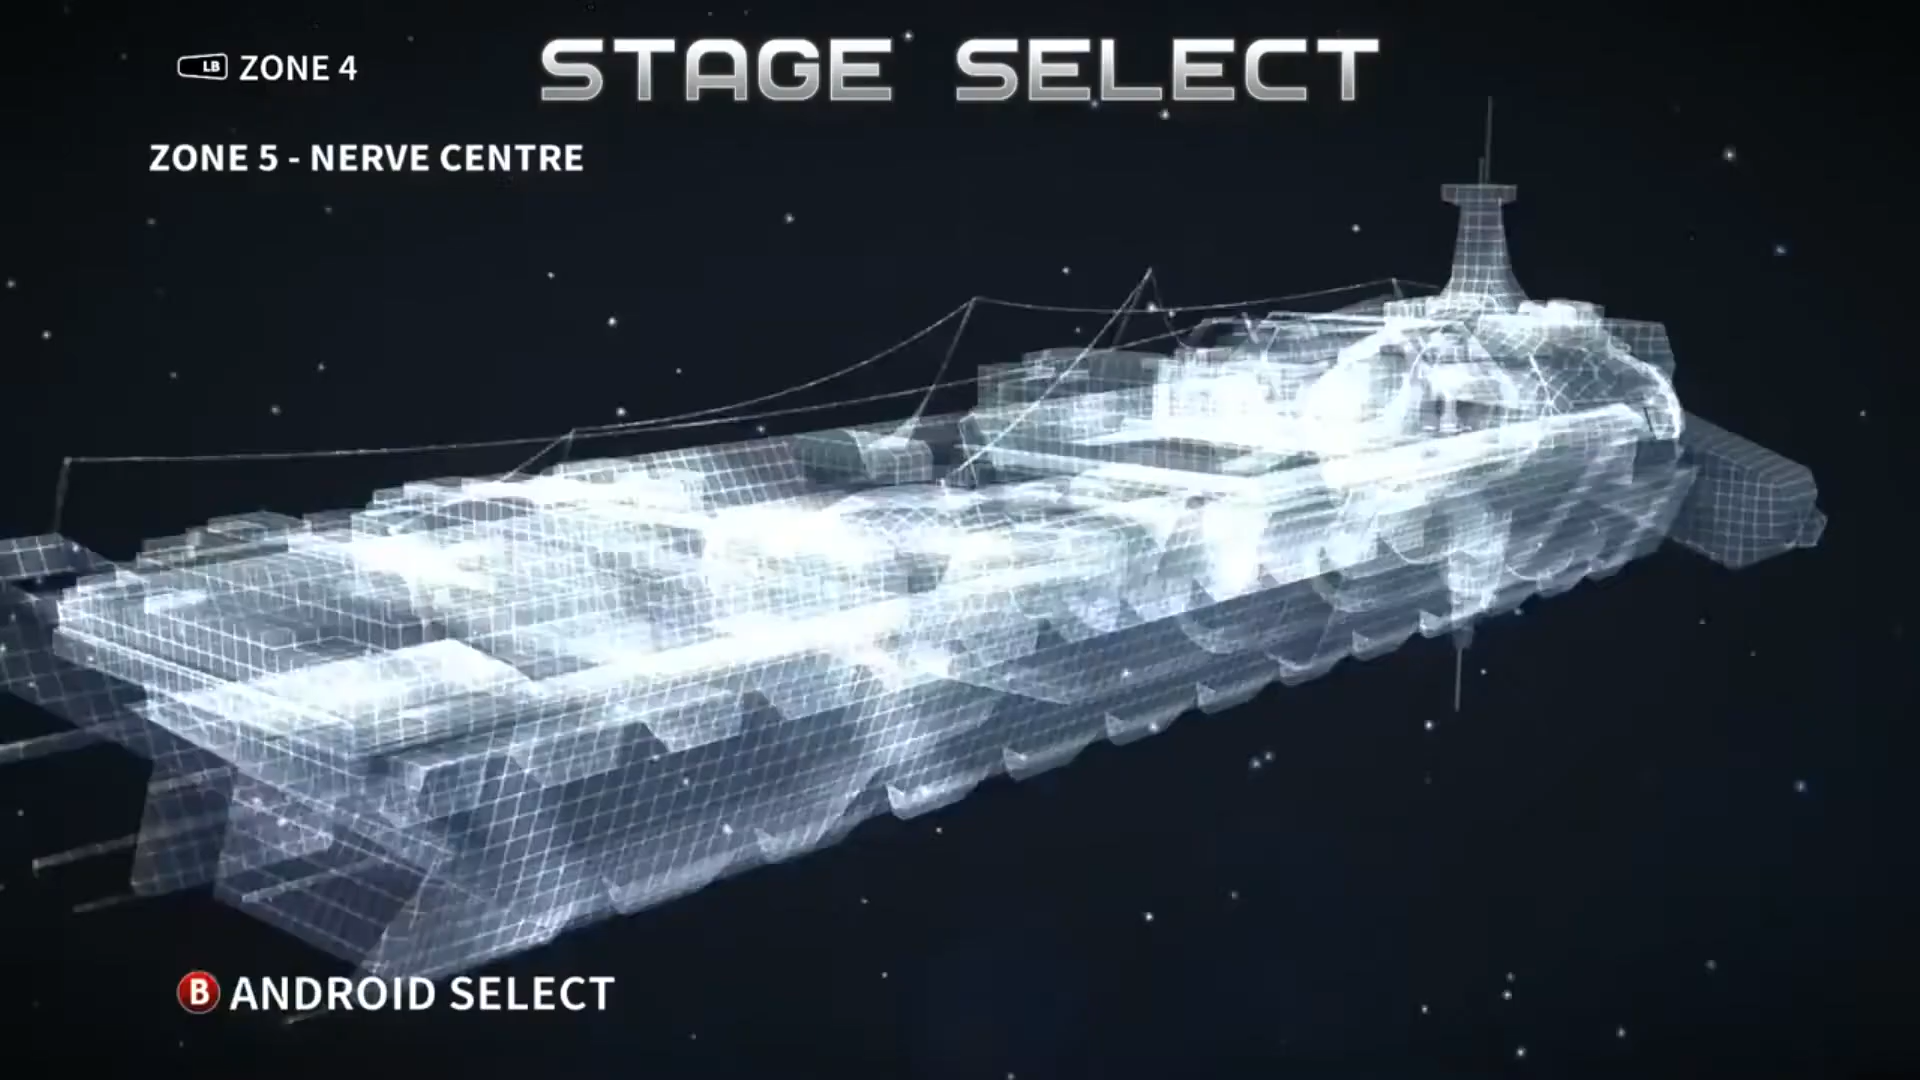 STAGE SELECT
LB ZONE 4
ZONE 5 - NERVE CENTRE
B ANDROID SELECT